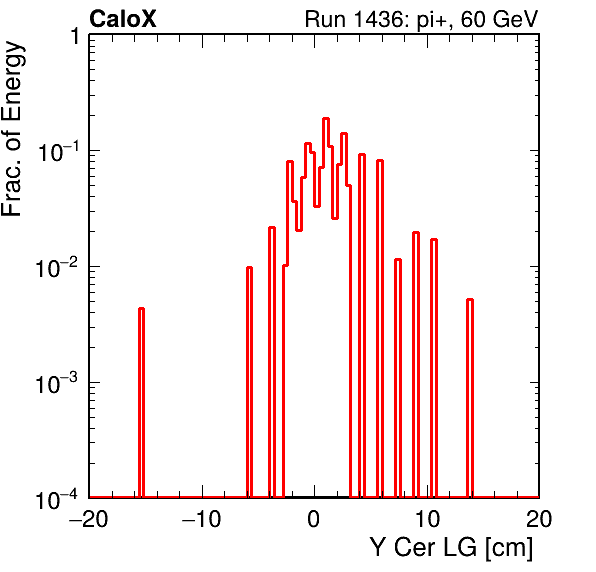 CaloX Run 1436: pi+, 60 GeV
Frac. of Energy
1
10⁻¹
10⁻²
10⁻³
10⁻⁴
−20 −10 0 10 20
Y Cer LG [cm]